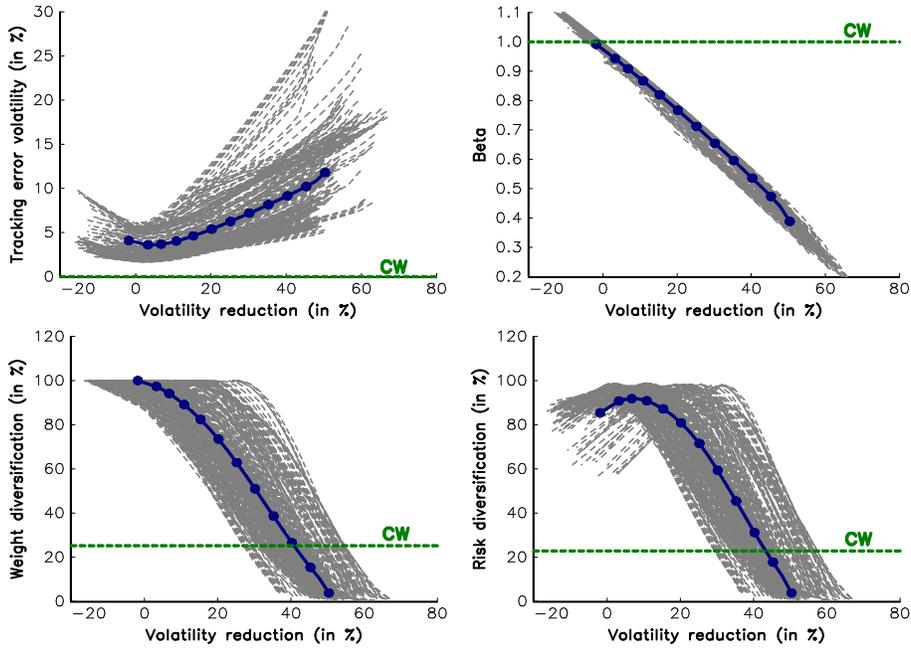 Tracking error volatility (in %)
30
25
20
15
10
5
0
CW
−20 0 20 40 60 80
Volatility reduction (in %)
Beta
1.1
1.0
0.9
0.8
0.7
0.6
0.5
0.4
0.3
0.2
CW
−20 0 20 40 60 80
Volatility reduction (in %)
Weight diversification (in %)
120
100
80
60
40
20
0
CW
−20 0 20 40 60 80
Volatility reduction (in %)
Risk diversification (in %)
120
100
80
60
40
20
0
CW
−20 0 20 40 60 80
Volatility reduction (in %)